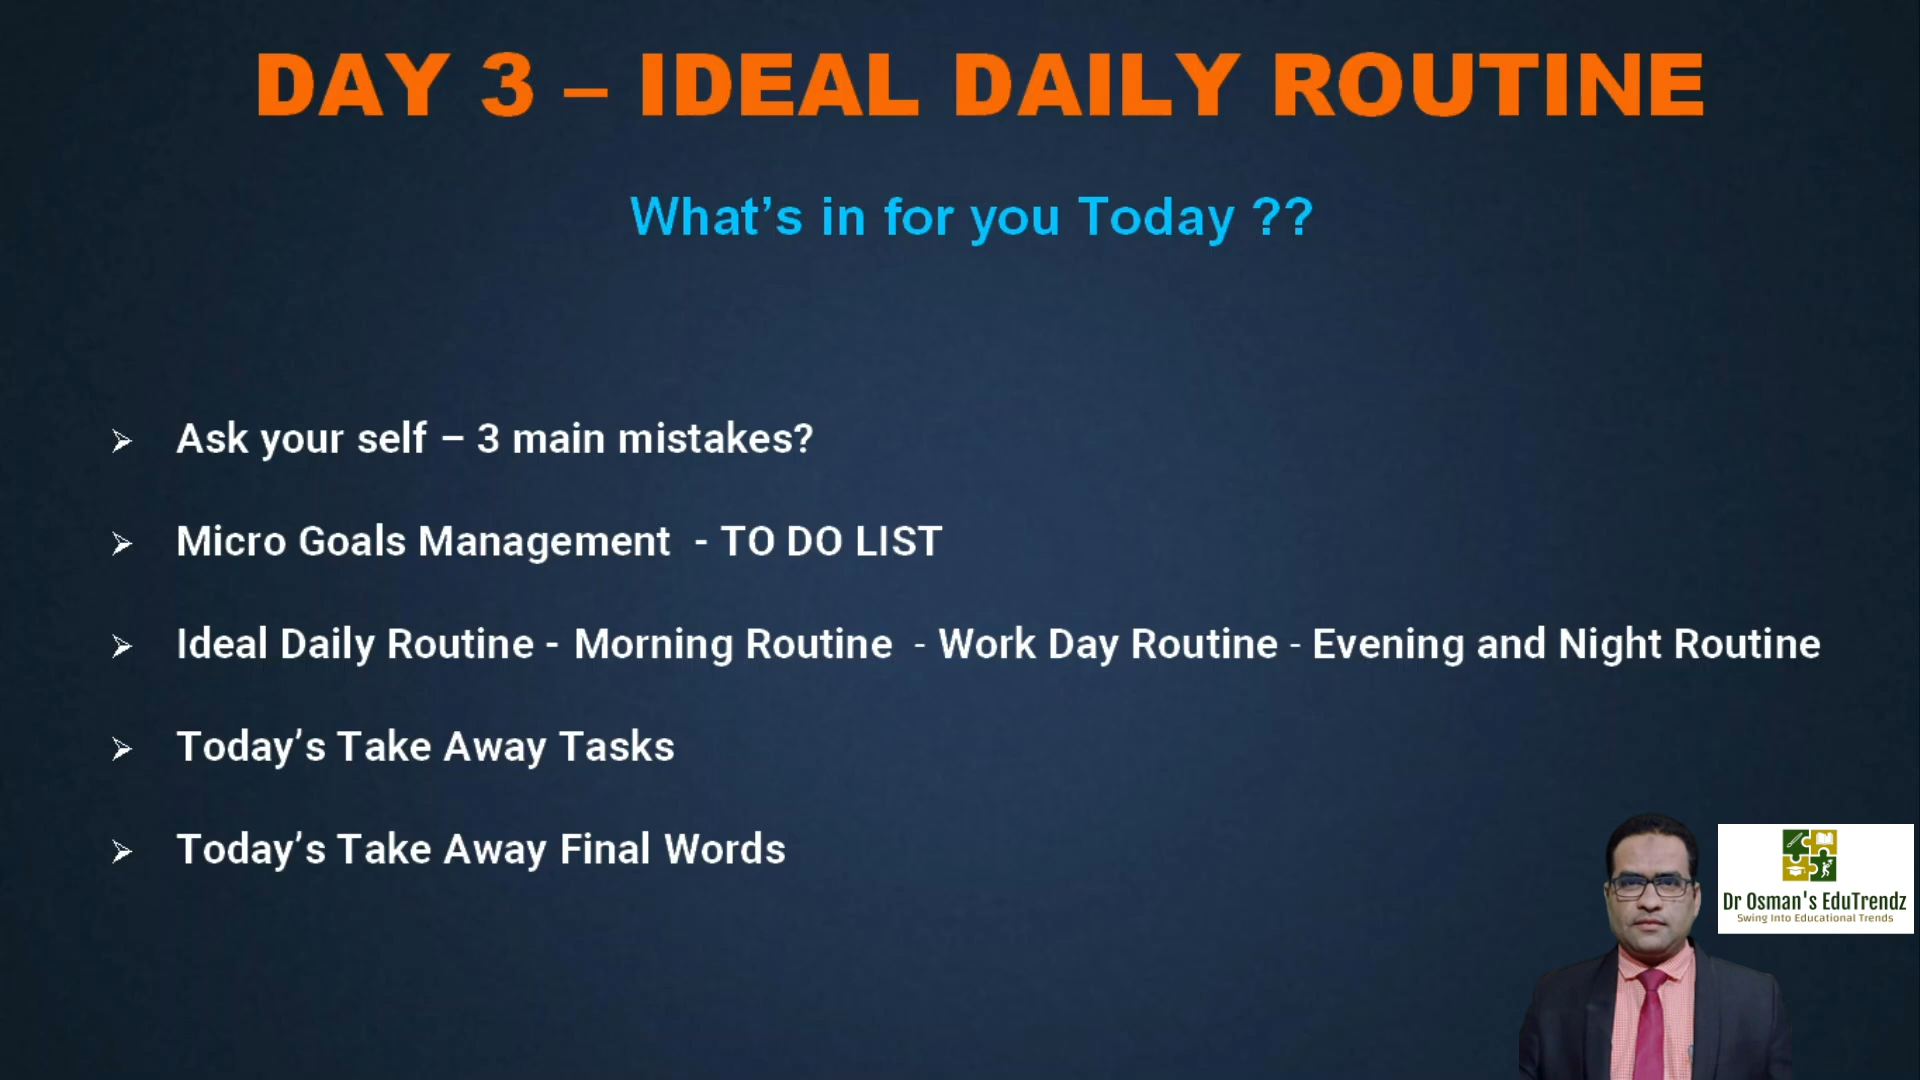 DAY 3 – IDEAL DAILY ROUTINE
What’s in for you Today ??
Ask your self – 3 main mistakes?
Micro Goals Management - TO DO LIST
Ideal Daily Routine - Morning Routine - Work Day Routine - Evening and Night Routine
Today’s Take Away Tasks
Today’s Take Away Final Words
Dr Osman's EduTrendz
Swing Into Educational Trends